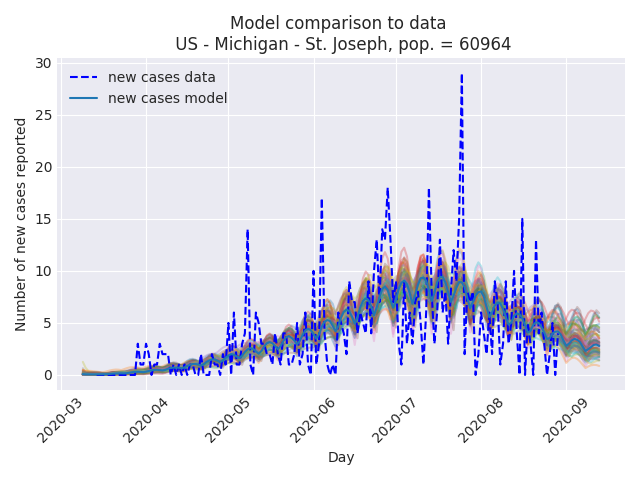 Model comparison to data
US - Michigan - St. Joseph, pop. = 60964
new cases data
new cases model
Number of new cases reported
30
25
20
15
10
5
0
2020-03
2020-04
2020-05
2020-06
2020-07
2020-08
2020-09
Day